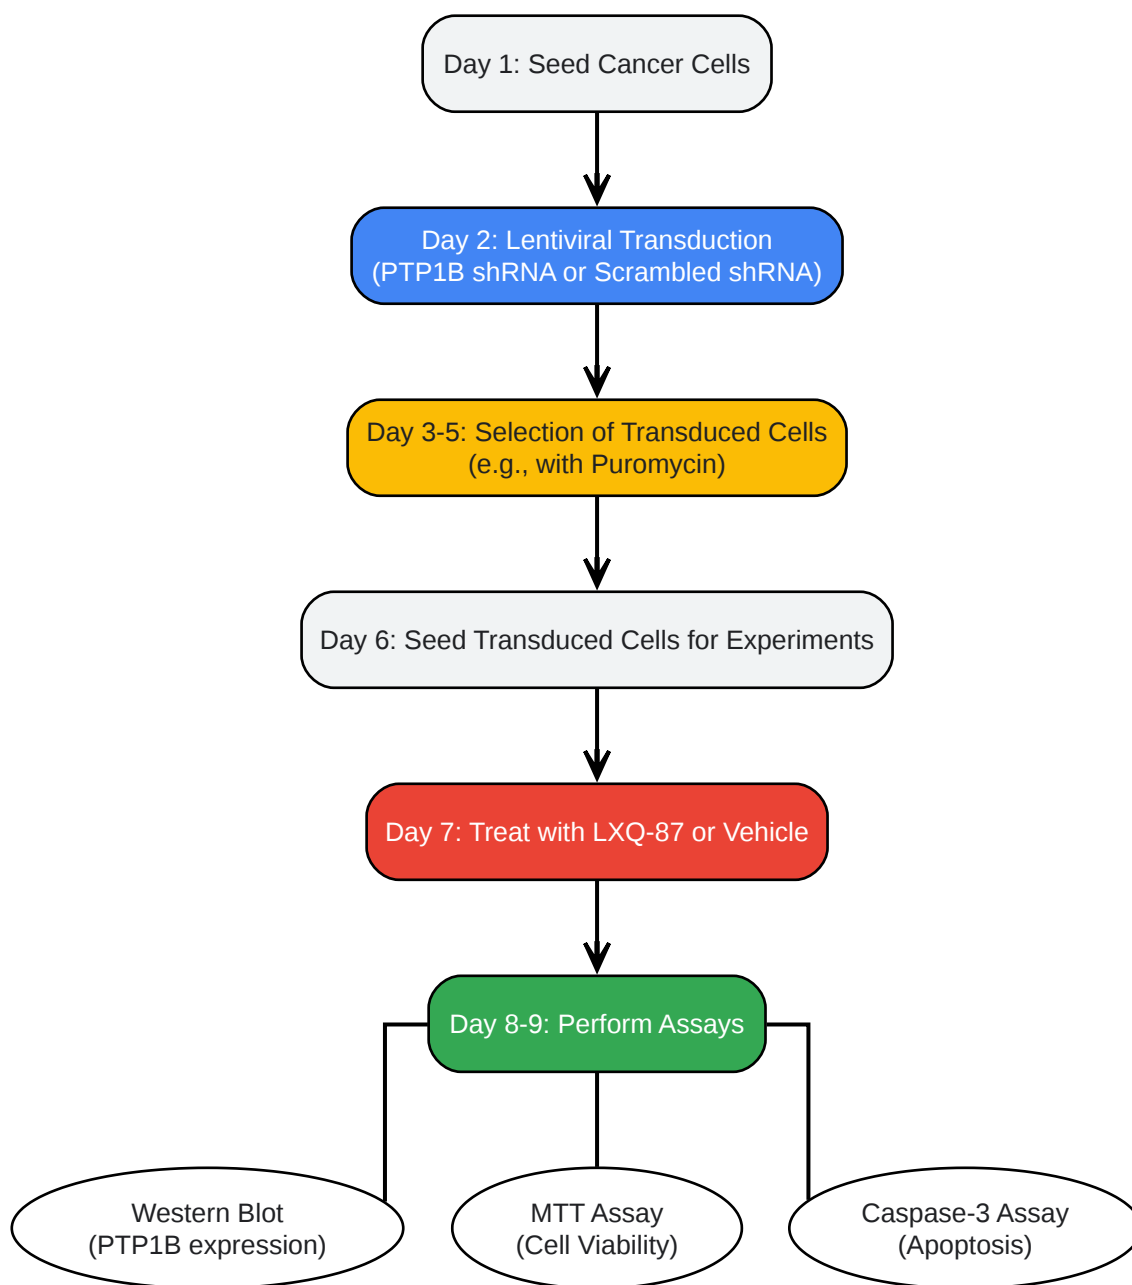 Day 1: Seed Cancer Cells
Day 2: Lentiviral Transduction
(PTP1B shRNA or Scrambled shRNA)
Day 3-5: Selection of Transduced Cells
(e.g., with Puromycin)
Day 6: Seed Transduced Cells for Experiments
Day 7: Treat with LXQ-87 or Vehicle
Day 8-9: Perform Assays
Western Blot
(PTP1B expression)
MTT Assay
(Cell Viability)
Caspase-3 Assay
(Apoptosis)